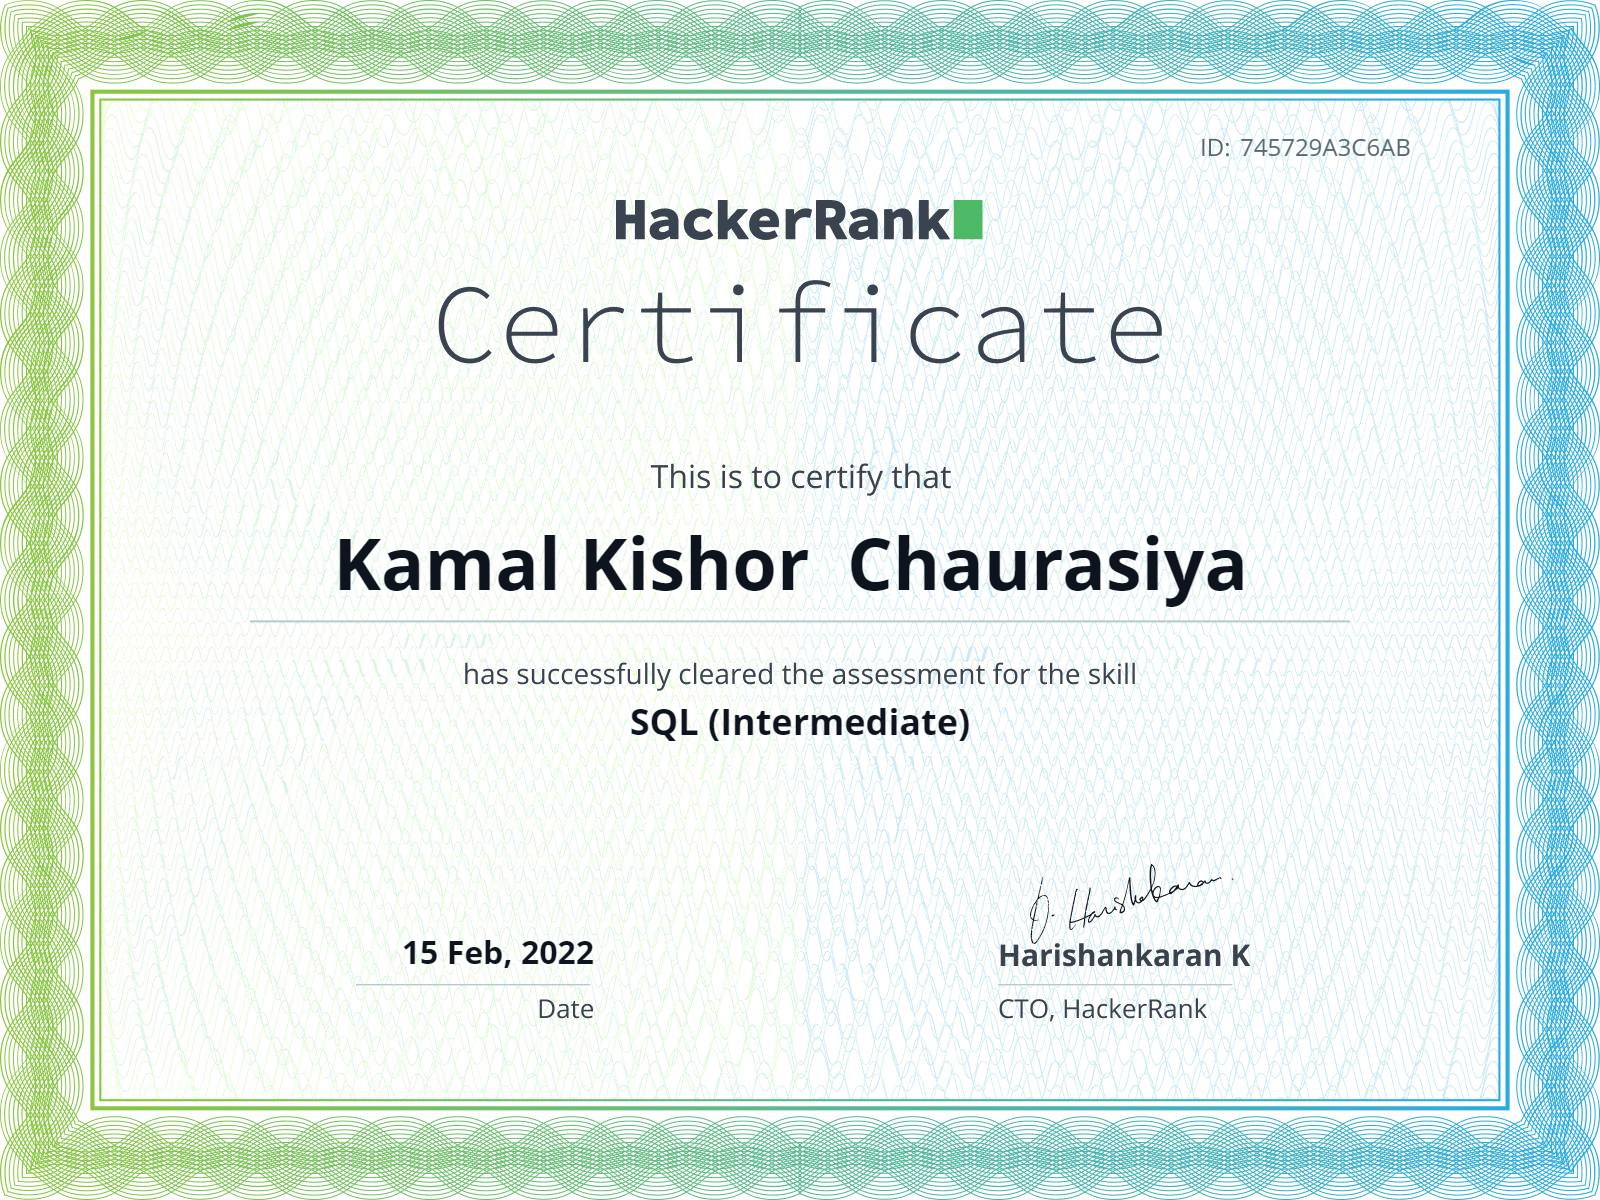 ID: 745729A3C6AB
HackerRank
Certificate
This is to certify that
Kamal Kishor  Chaurasiya
has successfully cleared the assessment for the skill
SQL (Intermediate)
15 Feb, 2022
Date
J. Harishankaran
Harishankaran K
CTO, HackerRank